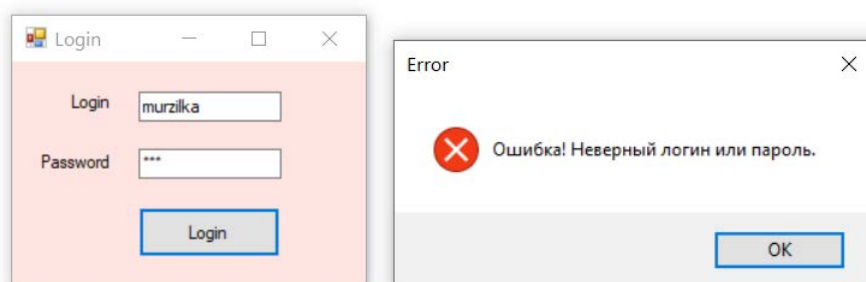 Login
Login
murzilka
Password
***
Login
Error
Ошибка! Неверный логин или пароль.
OK